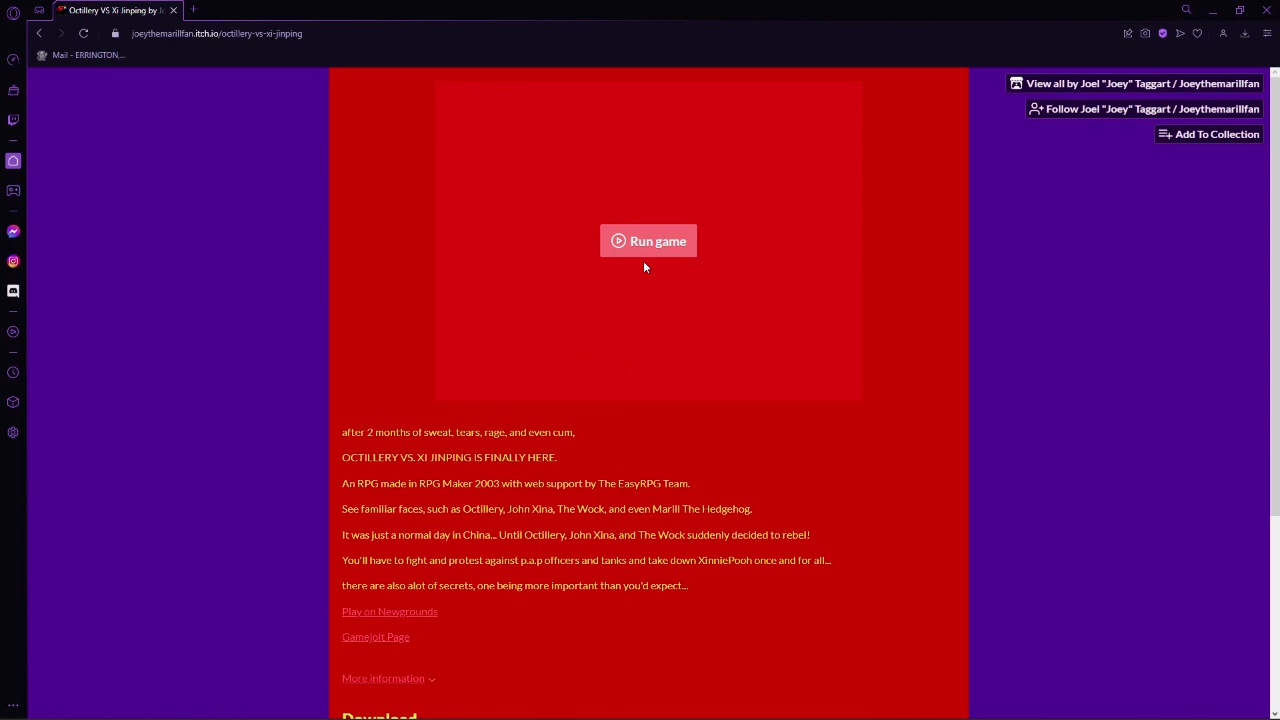 Octillery VS Xi Jinping by Jo
joeythemarillfan.itch.io/octillery-vs-xi-jinping
Mail - ERRINGTON,...
View all by Joel "Joey" Taggart / Joeythemarillfan
Follow Joel "Joey" Taggart / Joeythemarillfan
Add To Collection
Run game
after 2 months of sweat, tears, rage, and even cum,
OCTILLERY VS. XI JINPING IS FINALLY HERE.
An RPG made in RPG Maker 2003 with web support by The EasyRPG Team.
See familiar faces, such as Octillery, John Xina, The Wock, and even Marill The Hedgehog.
It was just a normal day in China... Until Octillery, John Xina, and The Wock suddenly decided to rebel!
You'll have to fight and protest against p.a.p officers and tanks and take down XinniePooh once and for all...
there are also alot of secrets, one being more important than you'd expect...
Play on Newgrounds
Gamejolt Page
More information
Download